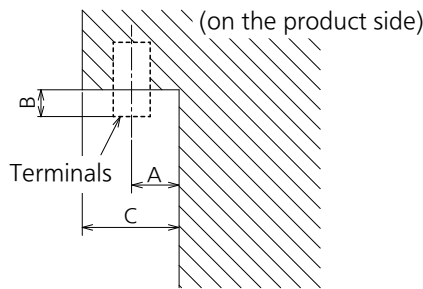 (on the product side)
B
Terminals
A
C